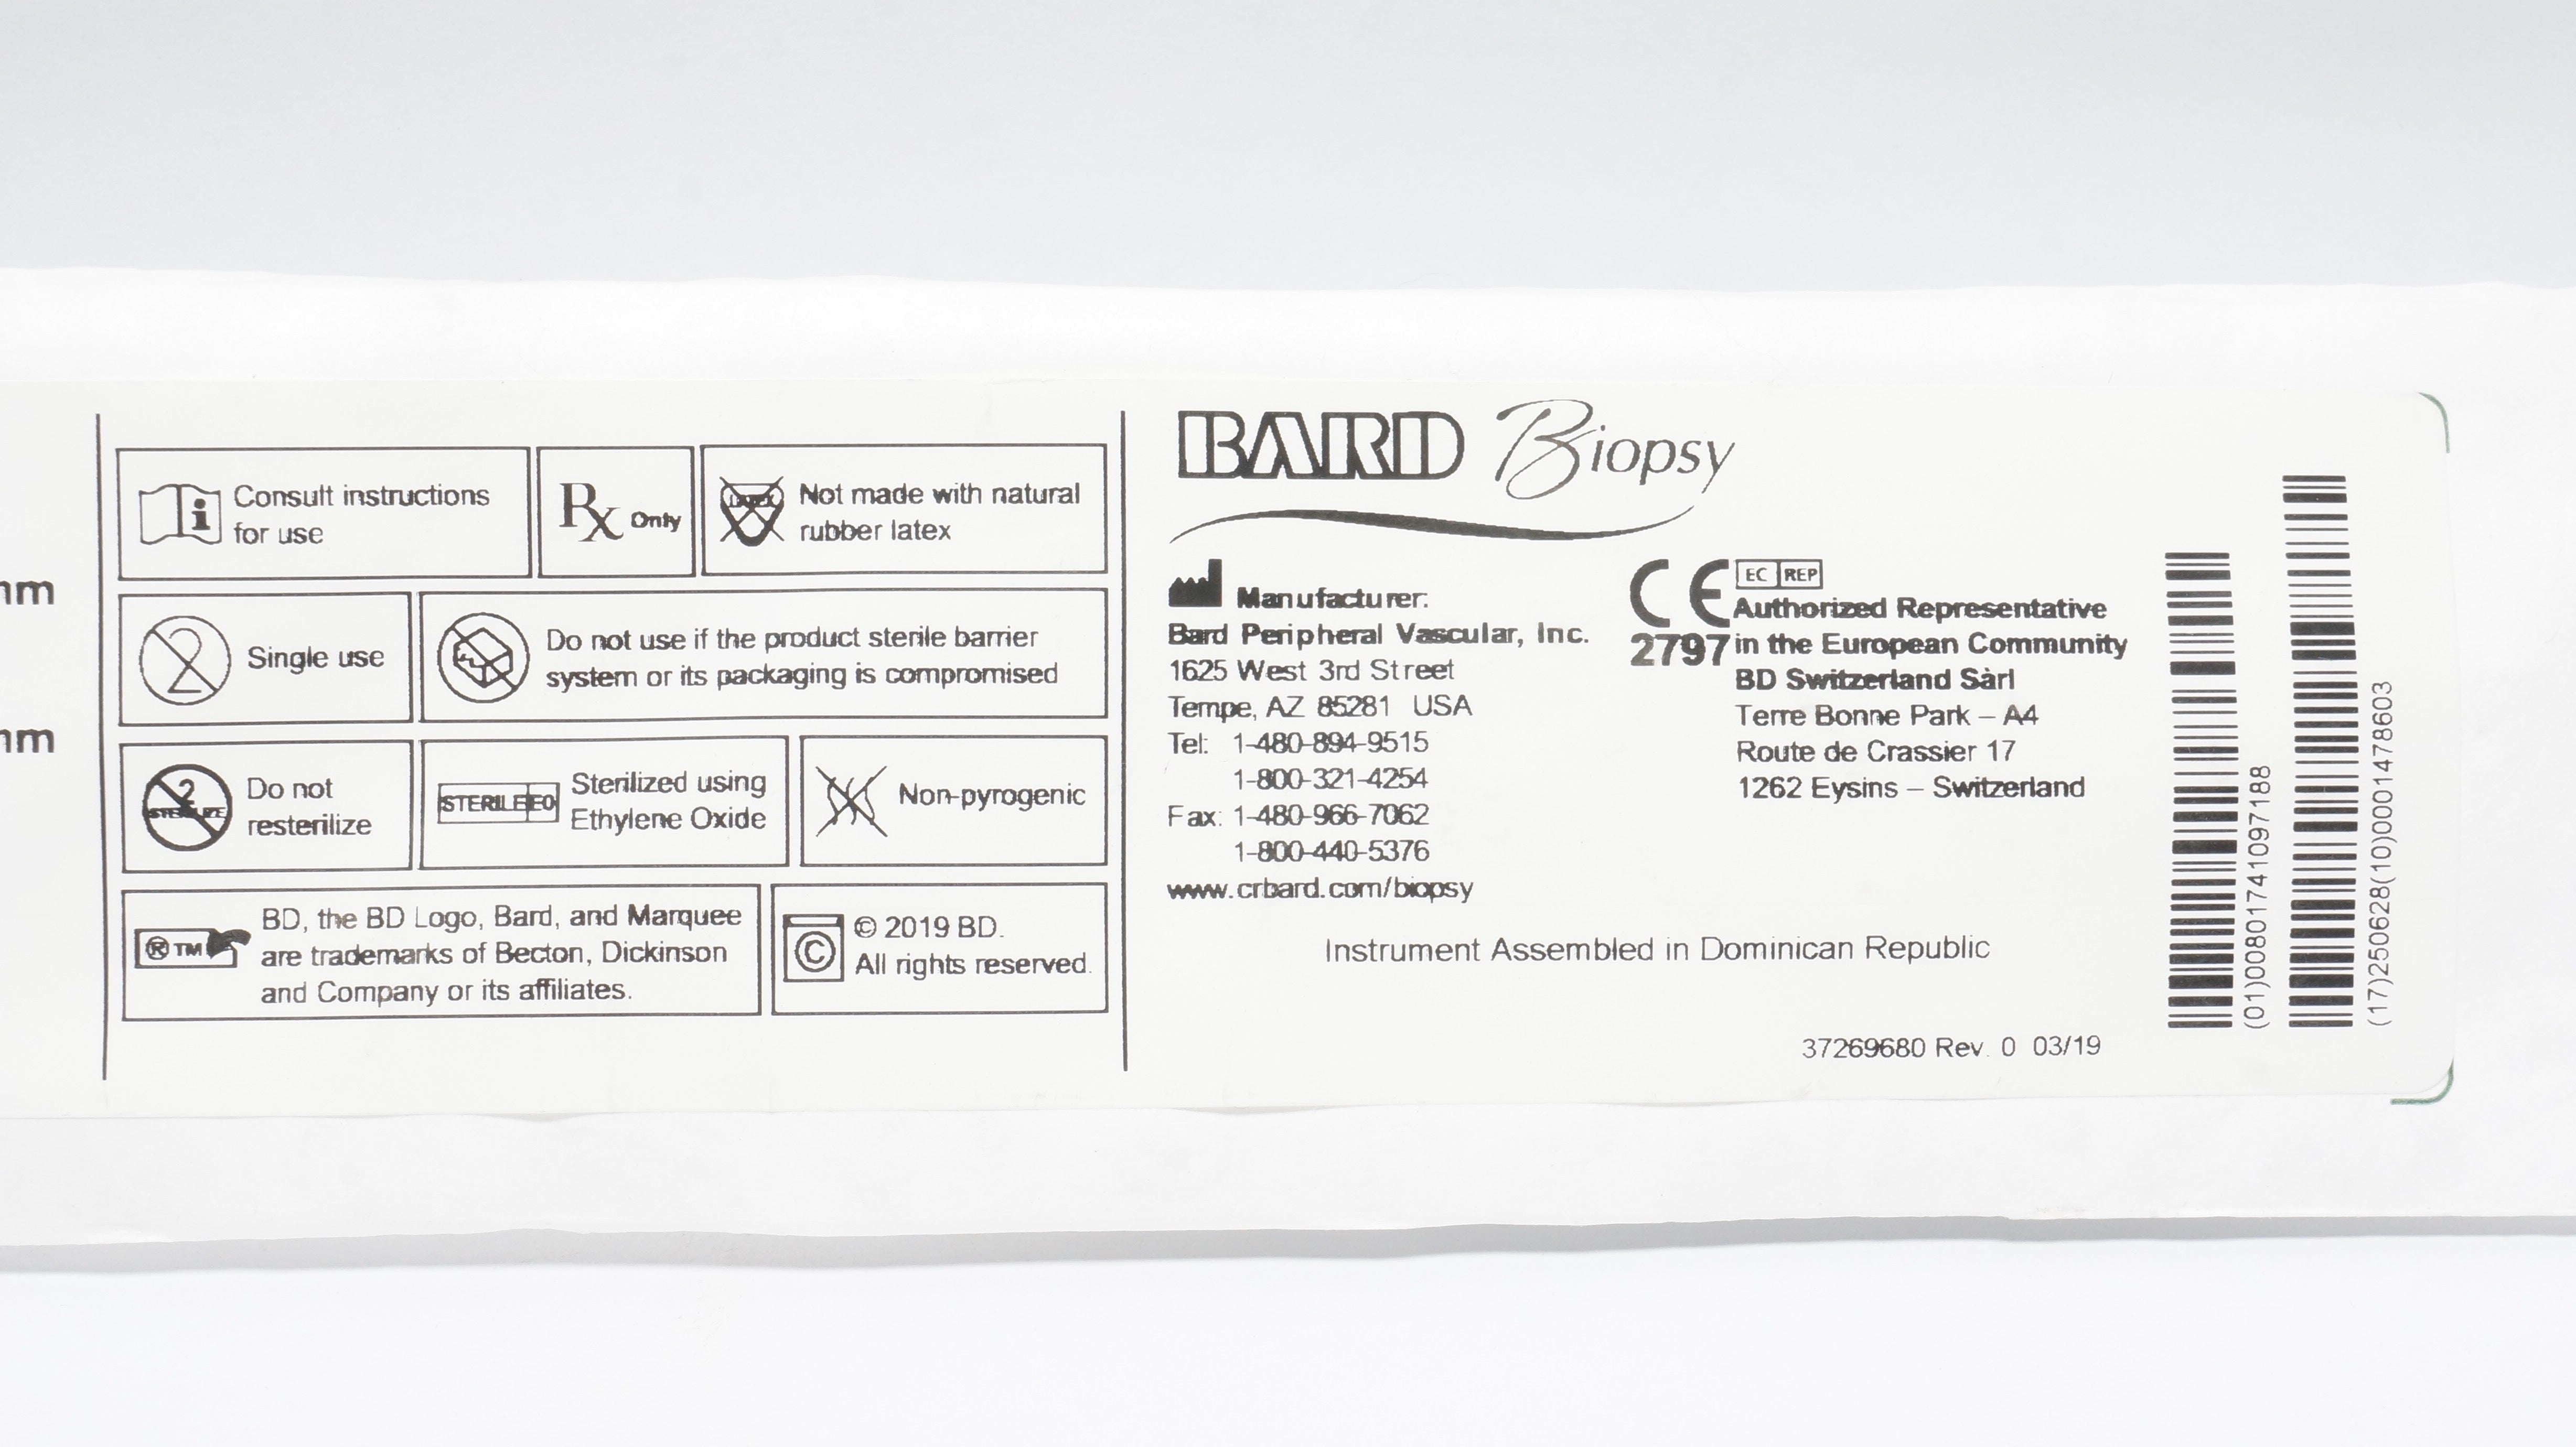 mm
mm
Consult instructions
for use
Rx Only
LATEX
Not made with natural
rubber latex
2
Single use
Do not use if the product sterile barrier
system or its packaging is compromised
2
STERILIZE
Do not
resterilize
STERILE EO
Sterilized using
Ethylene Oxide
Non-pyrogenic
® TM
BD, the BD Logo, Bard, and Marquee
are trademarks of Becton, Dickinson
and Company or its affiliates.
©
© 2019 BD.
All rights reserved.
BARD Biopsy
Manufacturer:
Bard Peripheral Vascular, Inc.
1625 West 3rd Street
Tempe, AZ 85281 USA
Tel: 1-480-894-9515
1-800-321-4254
Fax: 1-480-966-7062
1-800-440-5376
www.crbard.com/biopsy
CE
2797
EC REP
Authorized Representative
in the European Community
BD Switzerland Sàrl
Terre Bonne Park – A4
Route de Crassier 17
1262 Eysins – Switzerland
Instrument Assembled in Dominican Republic
37269680 Rev. 0 03/19
(01)00801741097188
(17)250628(10)0001478603